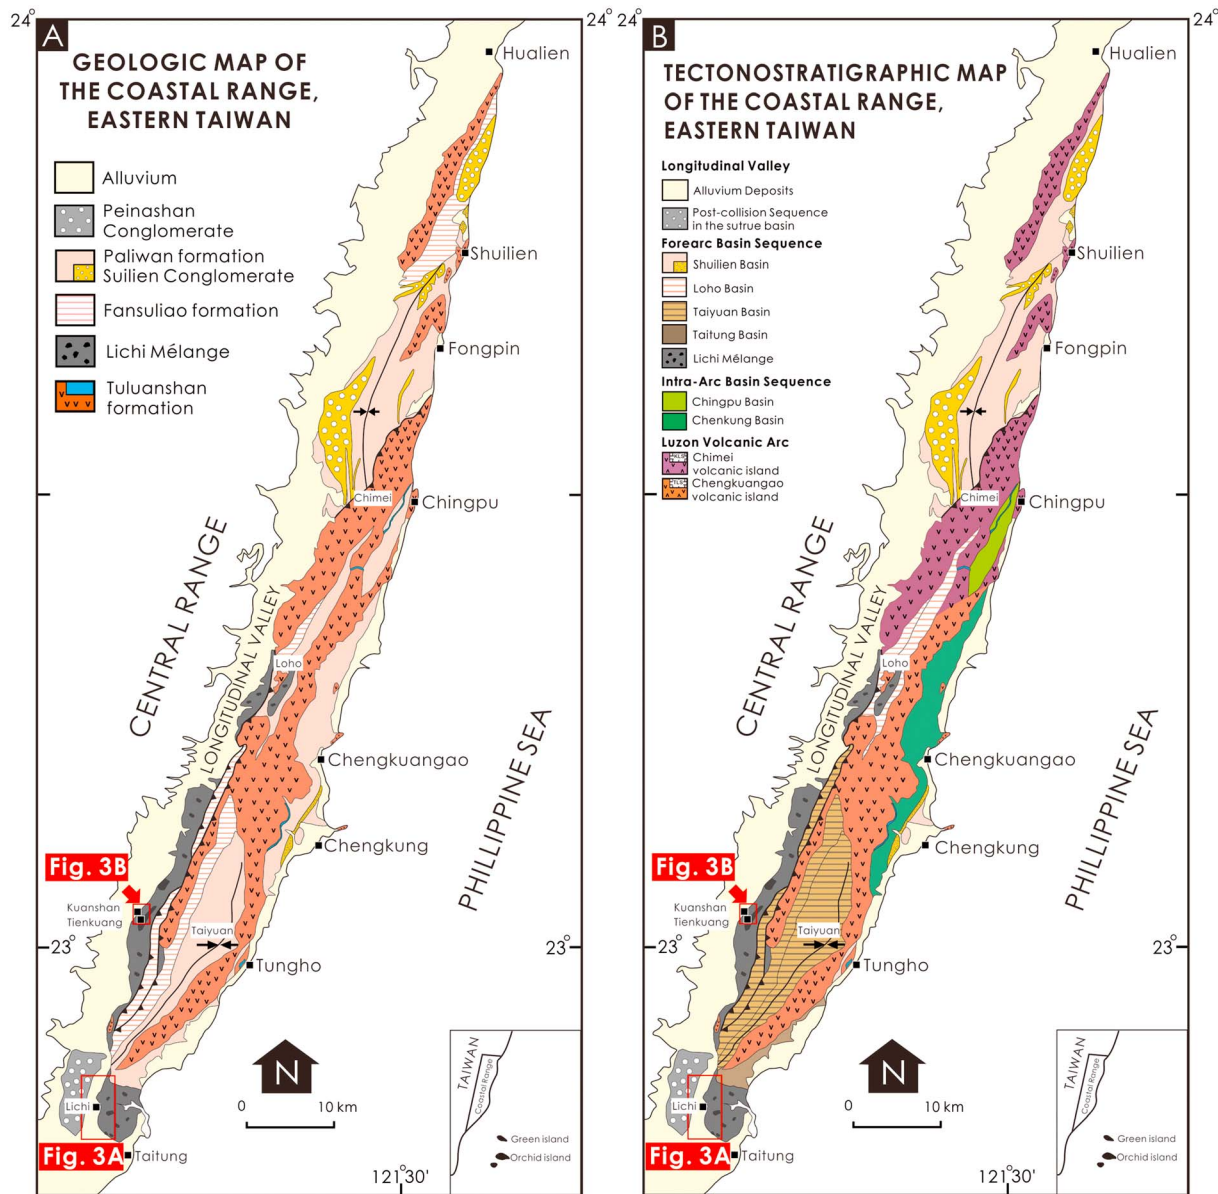 24°
A
GEOLOGIC MAP OF
THE COASTAL RANGE,
EASTERN TAIWAN
Alluvium
Peinashan
Conglomerate
Paliwan formation
Suilien Conglomerate
Fansuliao formation
Lichi Mélange
Tuluanshan
formation
Hualien
Shuilien
Fongpin
Chimei
Chingpu
CENTRAL RANGE
LONGITUDINAL VALLEY
Loho
Chengkuangao
PHILLIPPINE SEA
Chengkung
Fig. 3B
Kuanshan
Tienkuang
Taiyuan
23°
Tungho
N
0 10 km
Lichi
Fig. 3A
Taitung
121°30'
TAIWAN
Coastal Range
Green island
Orchid island
24°
B
24°
TECTONOSTRATIGRAPHIC MAP
OF THE COASTAL RANGE,
EASTERN TAIWAN
Longitudinal Valley
Alluvium Deposits
Post-collision Sequence
in the sutrue basin
Forearc Basin Sequence
Shuilien Basin
Loho Basin
Taiyuan Basin
Taitung Basin
Lichi Mélange
Intra-Arc Basin Sequence
Chingpu Basin
Chenkung Basin
Luzon Volcanic Arc
Chimei
volcanic island
Chengkuangao
volcanic island
Hualien
Shuilien
Fongpin
Chimei
Chingpu
CENTRAL RANGE
LONGITUDINAL VALLEY
Loho
Chengkuangao
PHILLIPPINE SEA
Chengkung
Fig. 3B
Kuanshan
Tienkuang
Taiyuan
23°
23°
Tungho
N
0 10 km
Lichi
Fig. 3A
Taitung
121°30'
TAIWAN
Coastal Range
Green island
Orchid island